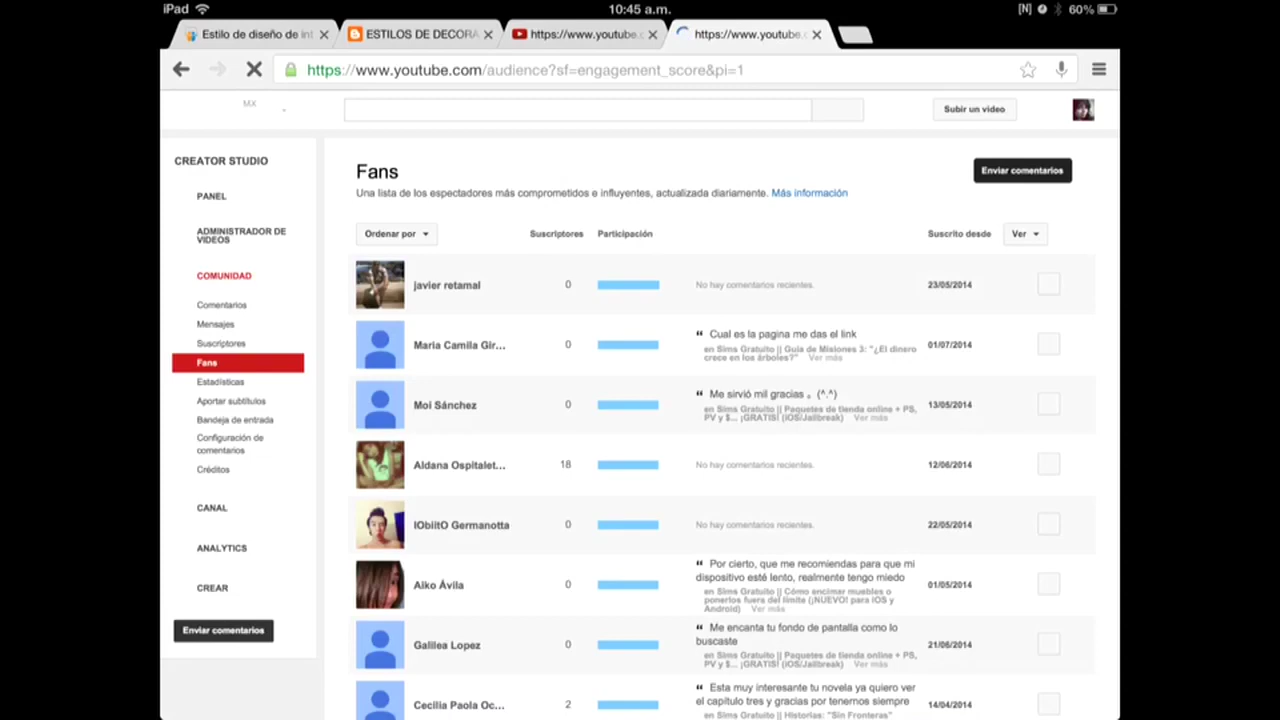 iPad
10:45 a.m.
[N]
60%
Estilo de diseño de int
ESTILOS DE DECORA
https://www.youtube.c
https://www.youtube.c
https://www.youtube.com/audience?sf=engagement_score&pi=1
MX
Subir un video
CREATOR STUDIO
PANEL
ADMINISTRADOR DE
VIDEOS
COMUNIDAD
Comentarios
Mensajes
Suscriptores
Fans
Estadísticas
Aportar subtítulos
Bandeja de entrada
Configuración de
comentarios
Créditos
CANAL
ANALYTICS
CREAR
Enviar comentarios
Fans
Enviar comentarios
Una lista de los espectadores más comprometidos e influyentes, actualizada diariamente. Más información
Ordenar por
Suscriptores
Participación
Suscrito desde
Ver
javier retamal
0
No hay comentarios recientes.
23/05/2014
Maria Camila Gir...
0
“ Cual es la pagina me das el link
en Sims Gratuito || Guía de Misiones 3: "¿El dinero
crece en los árboles?" Ver más
01/07/2014
Moi Sánchez
0
“ Me sirvió mil gracias 。(^.^)
en Sims Gratuito || Paquetes de tienda online + PS,
PV y $... ¡GRATIS! (iOS/Jailbreak) Ver más
13/05/2014
Aldana Ospitalet...
18
No hay comentarios recientes.
12/06/2014
lObiitO Germanotta
0
No hay comentarios recientes.
22/05/2014
Aiko Ávila
0
“ Por cierto, que me recomiendas para que mi
dispositivo esté lento, realmente tengo miedo
en Sims Gratuito || Cómo encimar muebles o
ponerlos fuera del límite (¡NUEVO! para iOS y
Android) Ver más
01/05/2014
Galilea Lopez
0
“ Me encanta tu fondo de pantalla como lo
buscaste
en Sims Gratuito || Paquetes de tienda online + PS,
PV y $... ¡GRATIS! (iOS/Jailbreak) Ver más
21/06/2014
Cecilia Paola Oc...
2
“ Esta muy interesante tu novela ya quiero ver
el capítulo tres y gracias por tenernos siempre
en Sims Gratuito || Historias: "Sin Fronteras"
14/04/2014